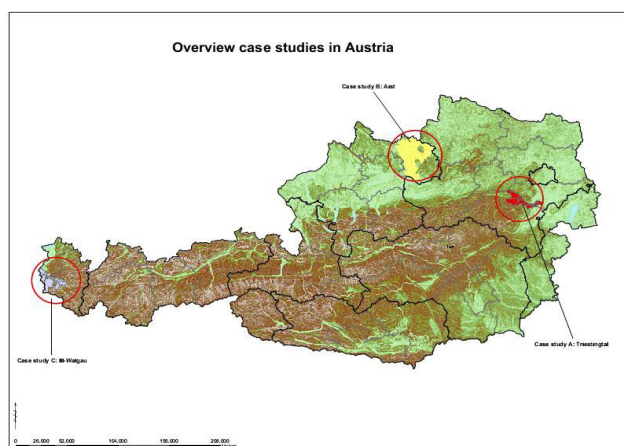 Overview case studies in Austria
Case study B: Aist
Case study C: Ill-Walgau
Case study A: Triestingtal
0 26.000 52.000 104.000 156.000 208.000